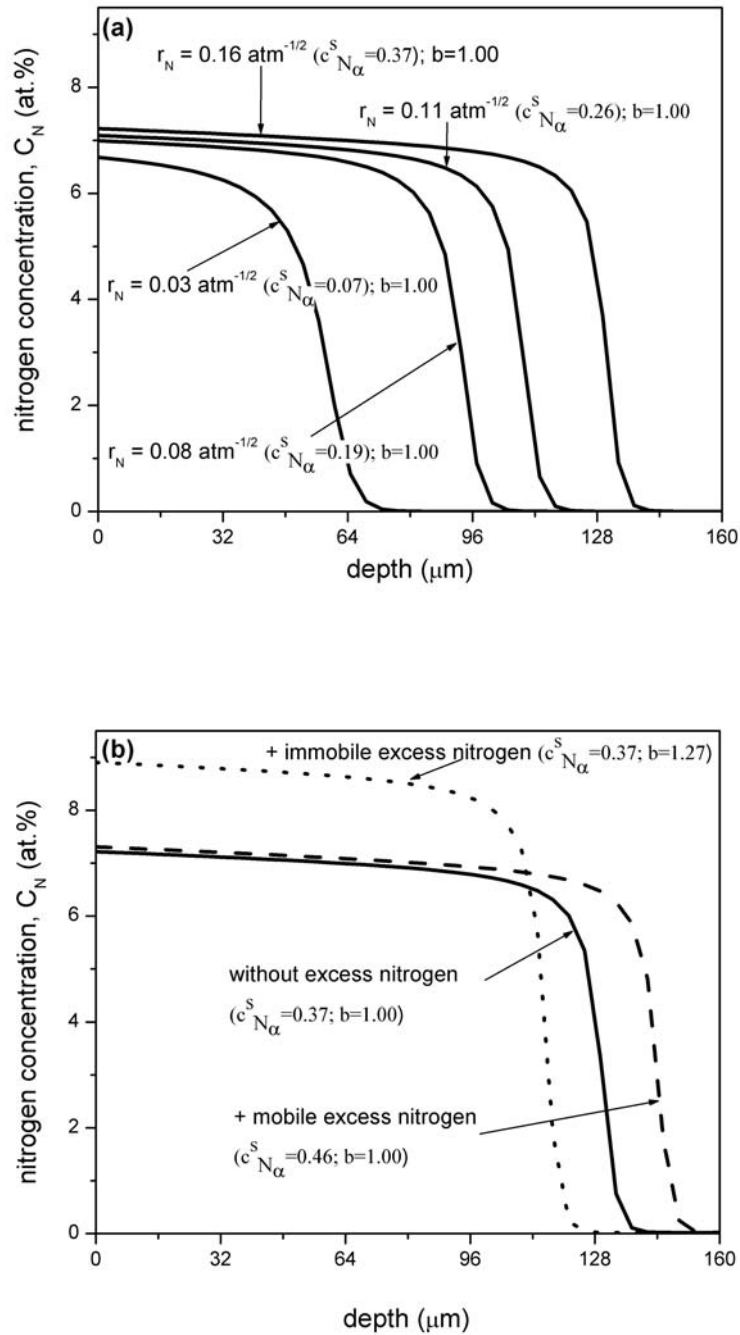 (a)
r_N = 0.16 atm^-1/2 (c^S_Nα=0.37); b=1.00
r_N = 0.11 atm^-1/2 (c^S_Nα=0.26); b=1.00
r_N = 0.03 atm^-1/2 (c^S_Nα=0.07); b=1.00
r_N = 0.08 atm^-1/2 (c^S_Nα=0.19); b=1.00
nitrogen concentration, C_N (at.%)
8
6
4
2
0
0 32 64 96 128 160
depth (μm)
(b)
+ immobile excess nitrogen (c^S_Nα=0.37; b=1.27)
without excess nitrogen
(c^S_Nα=0.37; b=1.00)
+ mobile excess nitrogen
(c^S_Nα=0.46; b=1.00)
nitrogen concentration, C_N (at.%)
8
6
4
2
0
0 32 64 96 128 160
depth (μm)